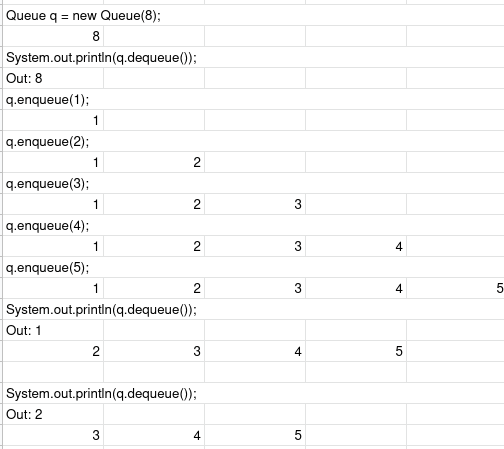 Queue q = new Queue(8);
8
System.out.println(q.dequeue());
Out: 8
q.enqueue(1);
1
q.enqueue(2);
1 2
q.enqueue(3);
1 2 3
q.enqueue(4);
1 2 3 4
q.enqueue(5);
1 2 3 4 5
System.out.println(q.dequeue());
Out: 1
2 3 4 5
System.out.println(q.dequeue());
Out: 2
3 4 5